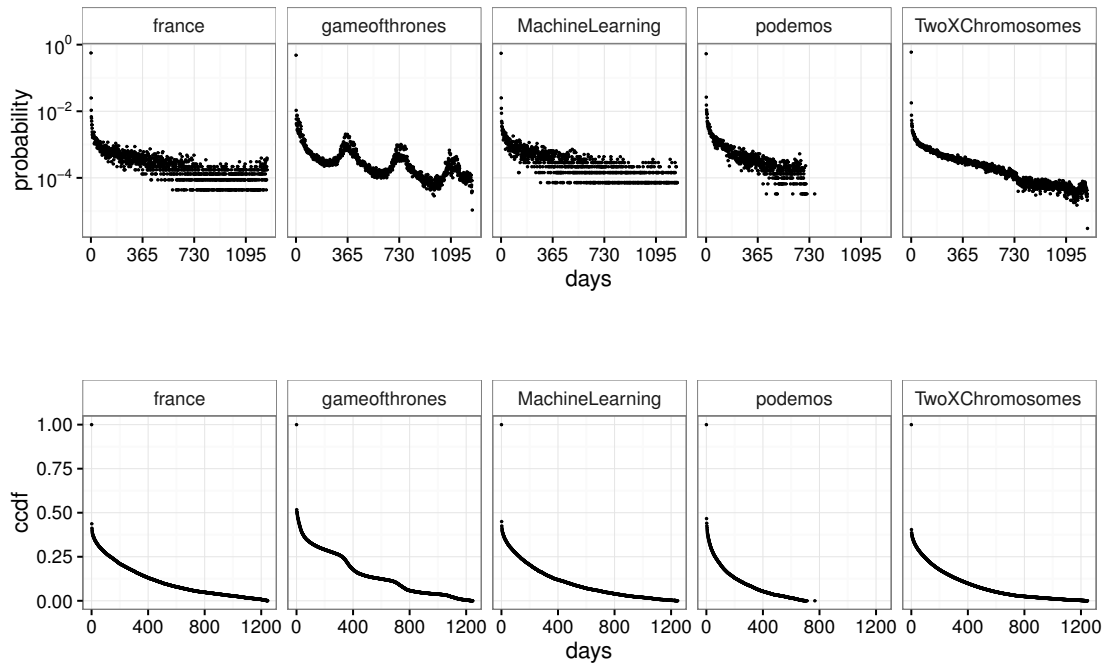 france gameofthrones MachineLearning podemos TwoXChromosomes
10^0
10^−2
10^−4
probability
0 365 730 1095 0 365 730 1095 0 365 730 1095 0 365 730 1095 0 365 730 1095
days
france gameofthrones MachineLearning podemos TwoXChromosomes
1.00
0.75
0.50
0.25
0.00
ccdf
0 400 800 1200 0 400 800 1200 0 400 800 1200 0 400 800 1200 0 400 800 1200
days